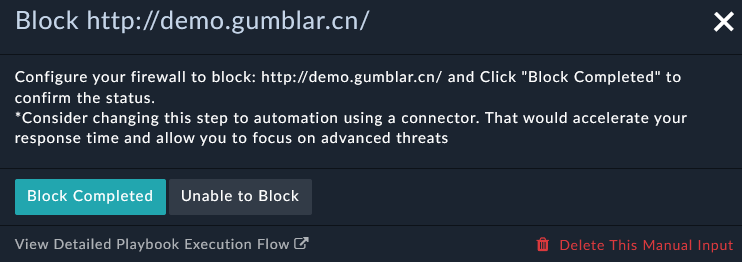 Block http://demo.gumblar.cn/
Configure your firewall to block: http://demo.gumblar.cn/ and Click "Block Completed" to
confirm the status.
*Consider changing this step to automation using a connector. That would accelerate your
response time and allow you to focus on advanced threats
Block Completed Unable to Block
View Detailed Playbook Execution Flow Delete This Manual Input